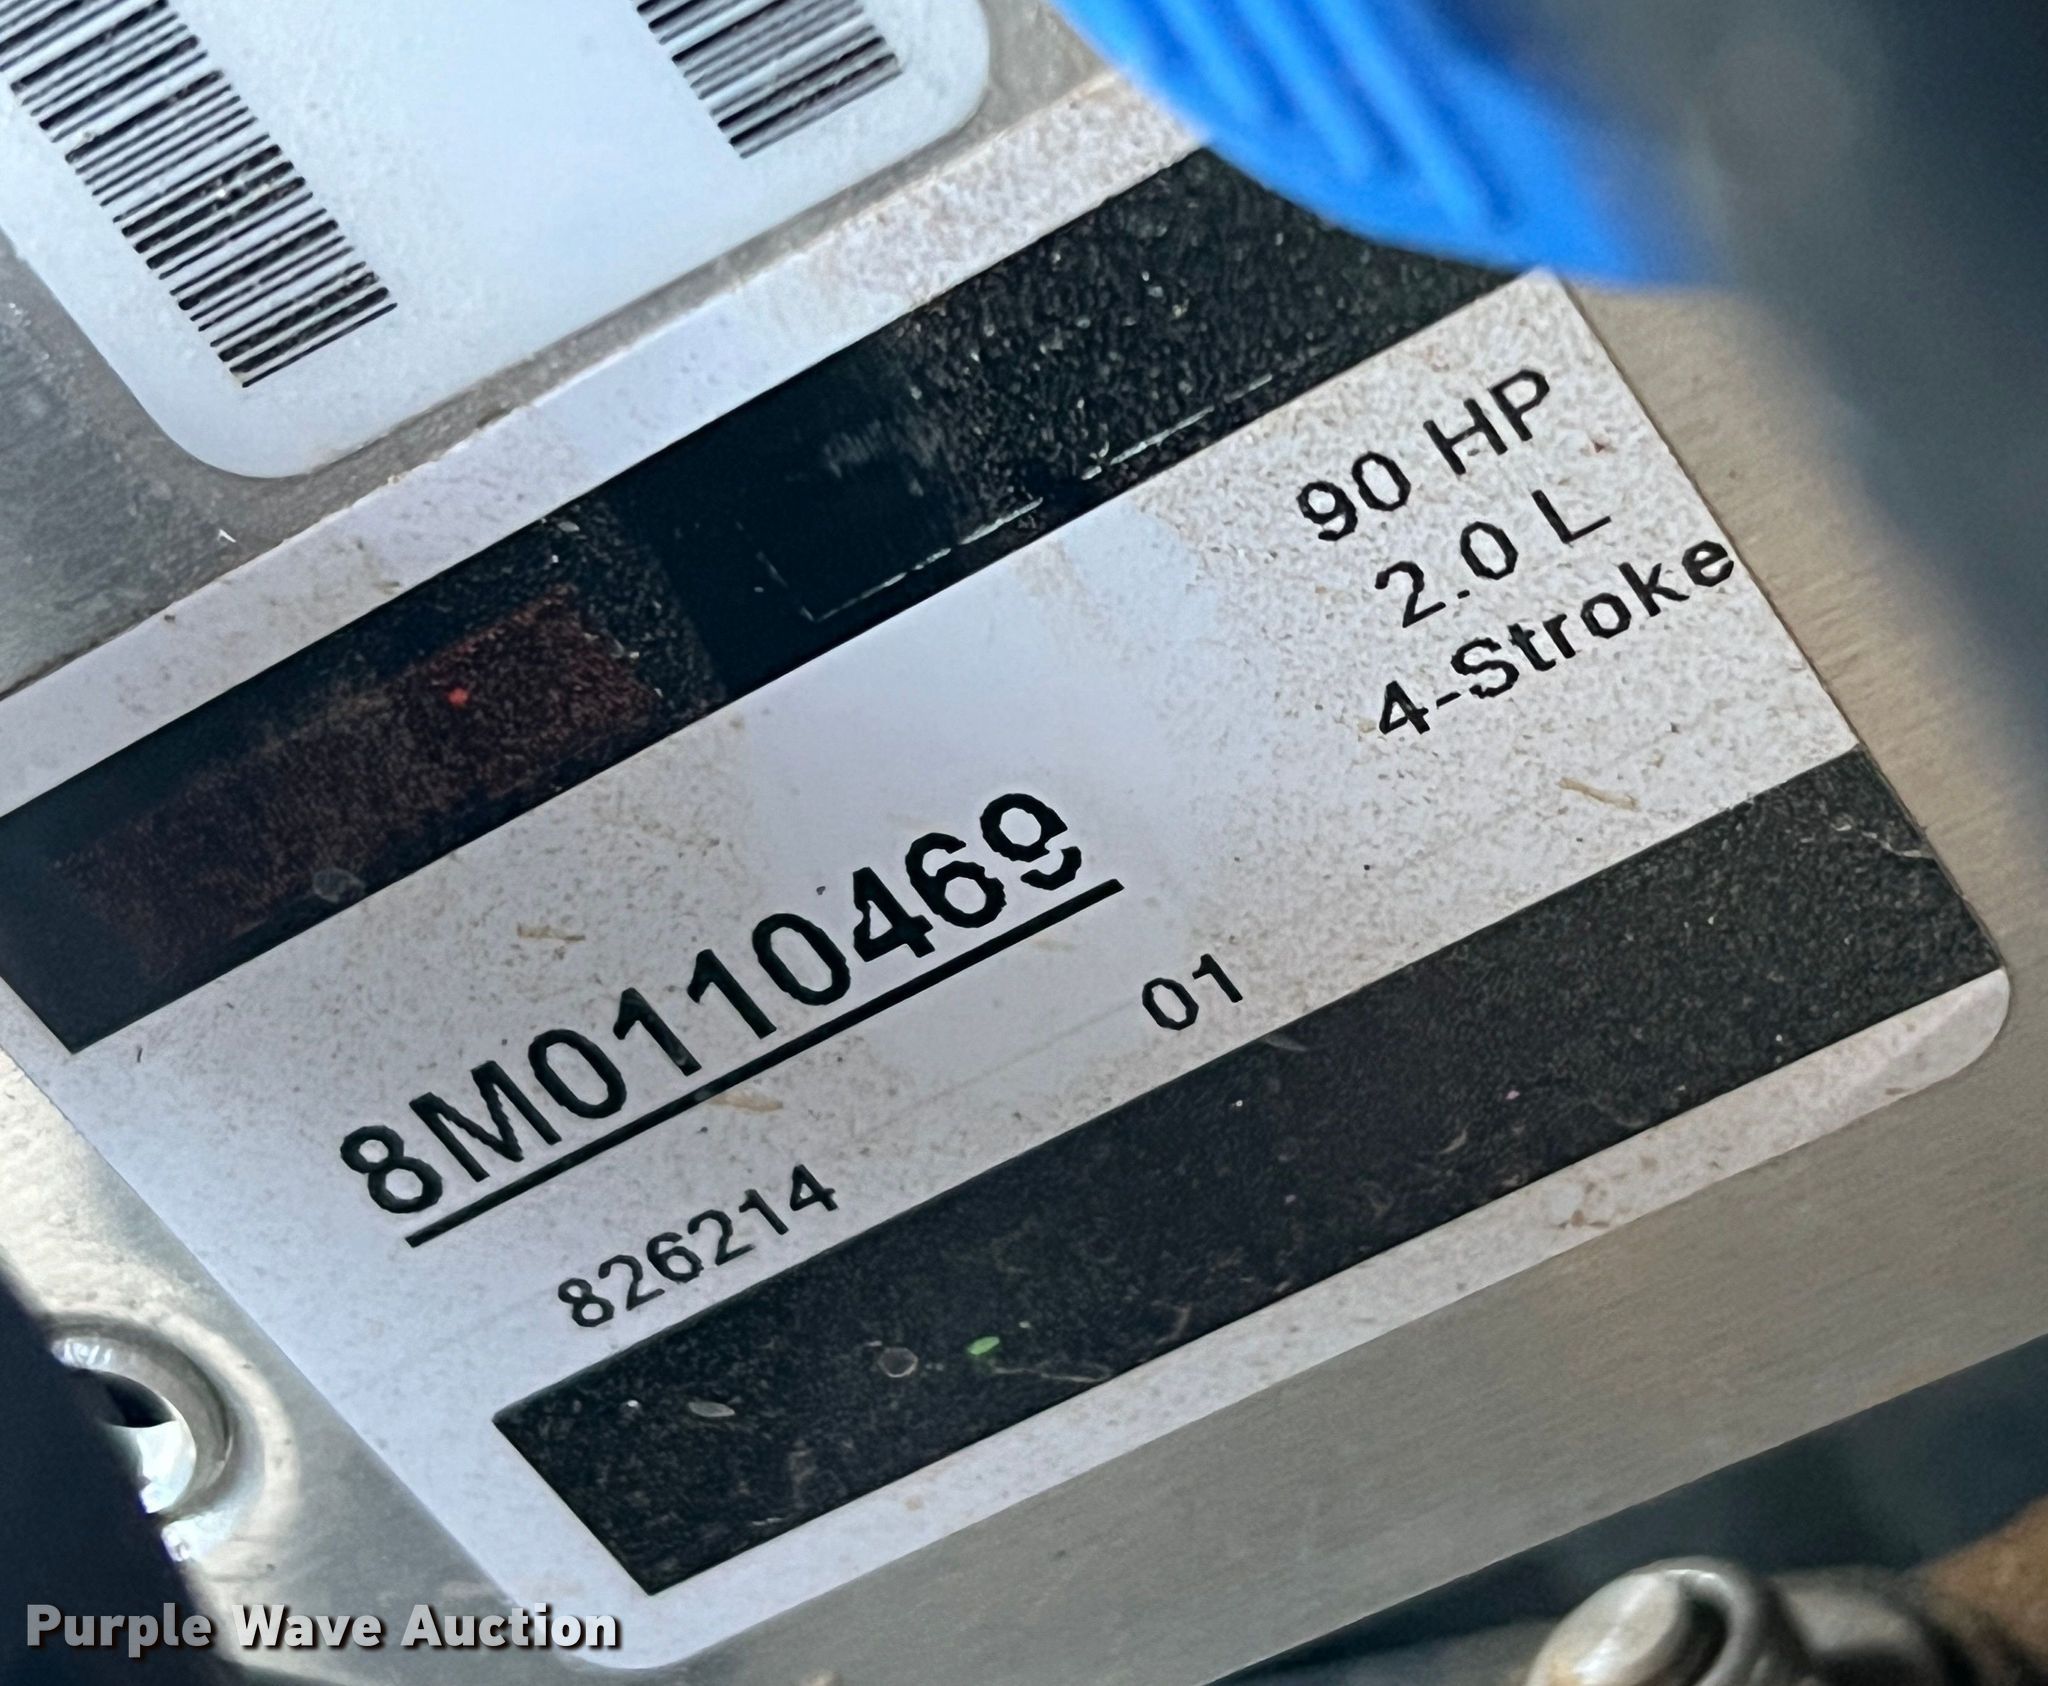 90 HP
2.0 L
4-Stroke
8M0110469
826214 01
Purple Wave Auction